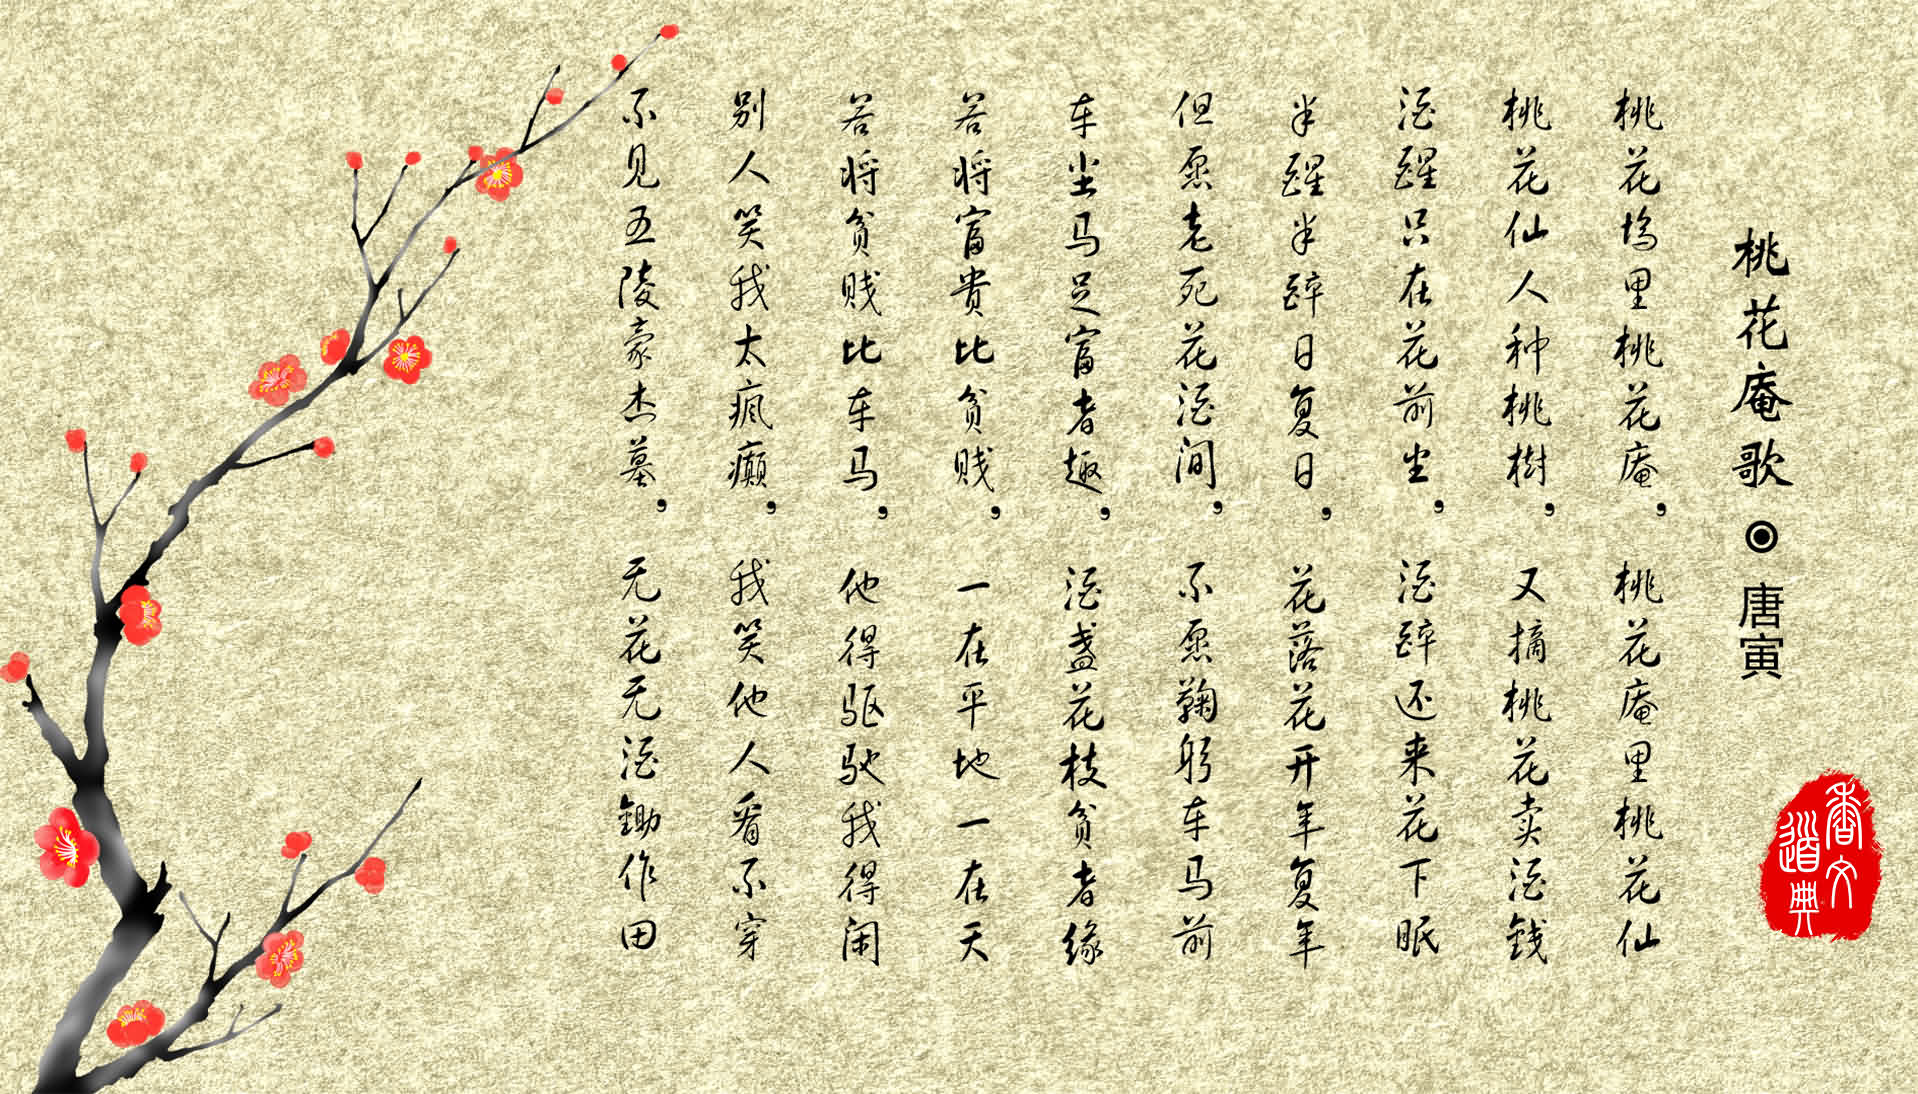 桃花庵歌◉唐寅
桃花坞里桃花庵，桃花庵里桃花仙
桃花仙人种桃树，又摘桃花卖酒钱
酒醒只在花前坐，酒醉还来花下眠
半醒半醉日复日，花落花开年复年
但愿老死花酒间，不愿鞠躬车马前
车尘马足富者趣，酒盏花枝贫者缘
若将富贵比贫贱，一在平地一在天
若将贫贱比车马，他得驱驰我得闲
别人笑我太疯癫，我笑他人看不穿
不见五陵豪杰墓，无花无酒锄作田
香文
道典